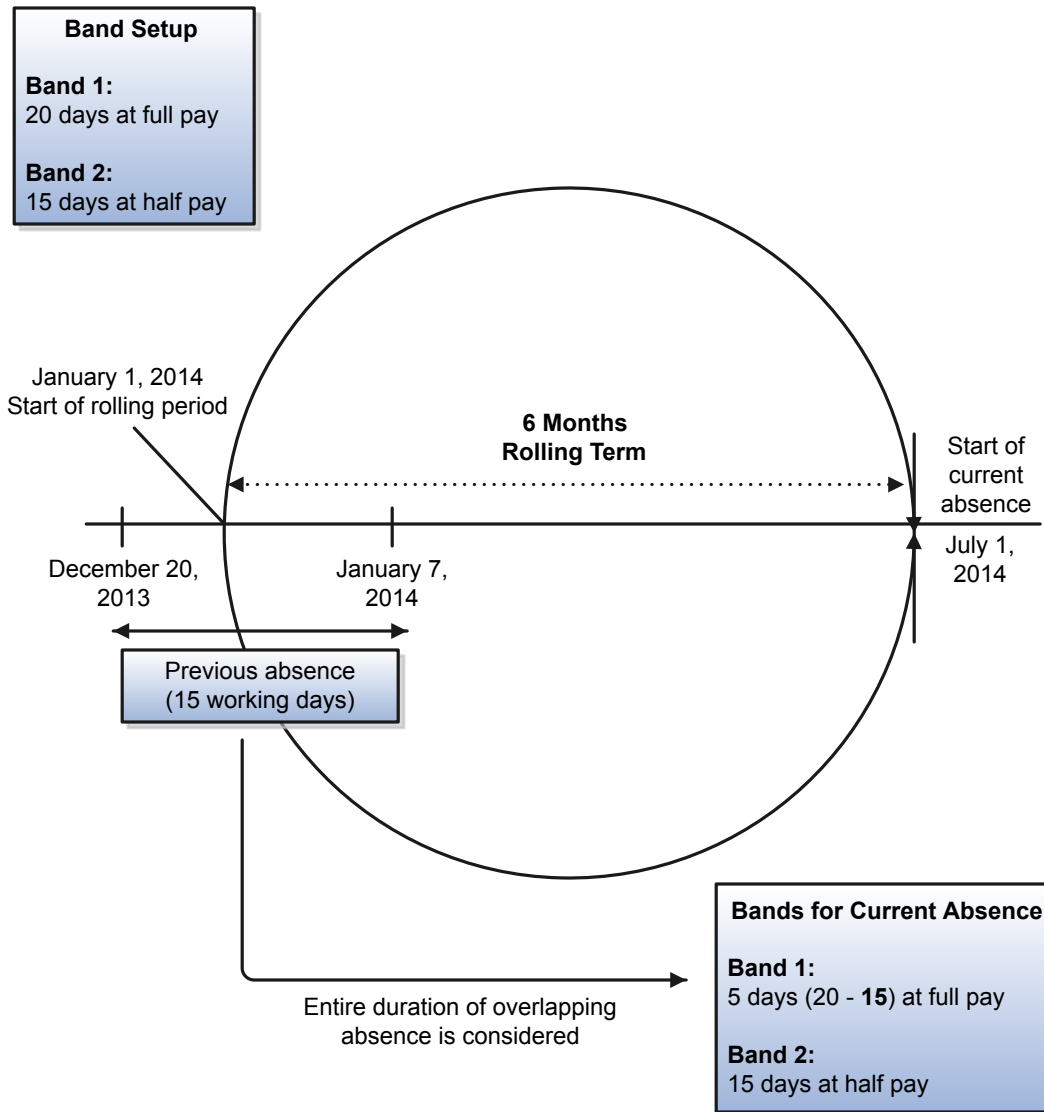 Band Setup
Band 1:
20 days at full pay
Band 2:
15 days at half pay
January 1, 2014
Start of rolling period
6 Months
Rolling Term
Start of
current
absence
December 20,
2013
January 7,
2014
July 1,
2014
Previous absence
(15 working days)
Entire duration of overlapping
absence is considered
Bands for Current Absence
Band 1:
5 days (20 - 15) at full pay
Band 2:
15 days at half pay